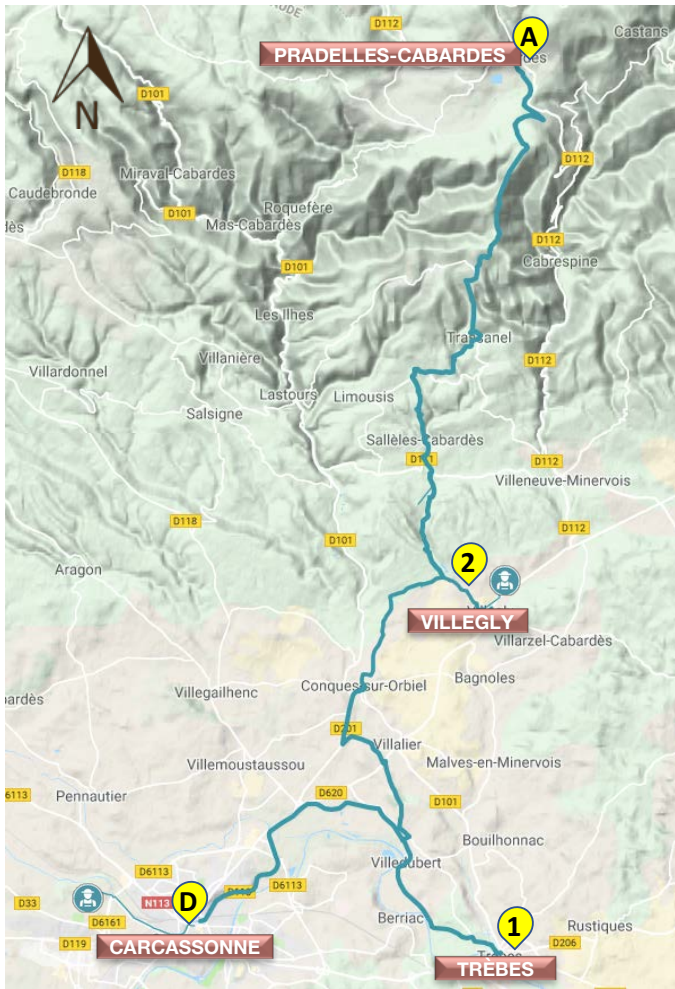 D112
A
Castans
PRADELLES-CABARDES
N
D101
D101
D118
Miraval-Cabardès
D112
Caudebronde
D101
Roquefère
Mas-Cabardès
D112
D101
Cabrespine
Les Ilhes
Trassanel
Villanière
D112
Villardonnel
Lastours
Limousis
Salsigne
Sallèles-Cabardès
D112
Villeneuve-Minervois
D118
D112
D101
Aragon
2
VILLEGLY
Villarzel-Cabardès
Bagnoles
Villegailhenc
Conques-sur-Orbiel
D201
Villalier
Villemoustaussou
Malves-en-Minervois
D6113
Pennautier
D620
D101
Bouilhonnac
Villedubert
D6113
D6113
D33
N113
D
D6161
Berriac
1
Rustiques
D119
CARCASSONNE
D206
TRÈBES